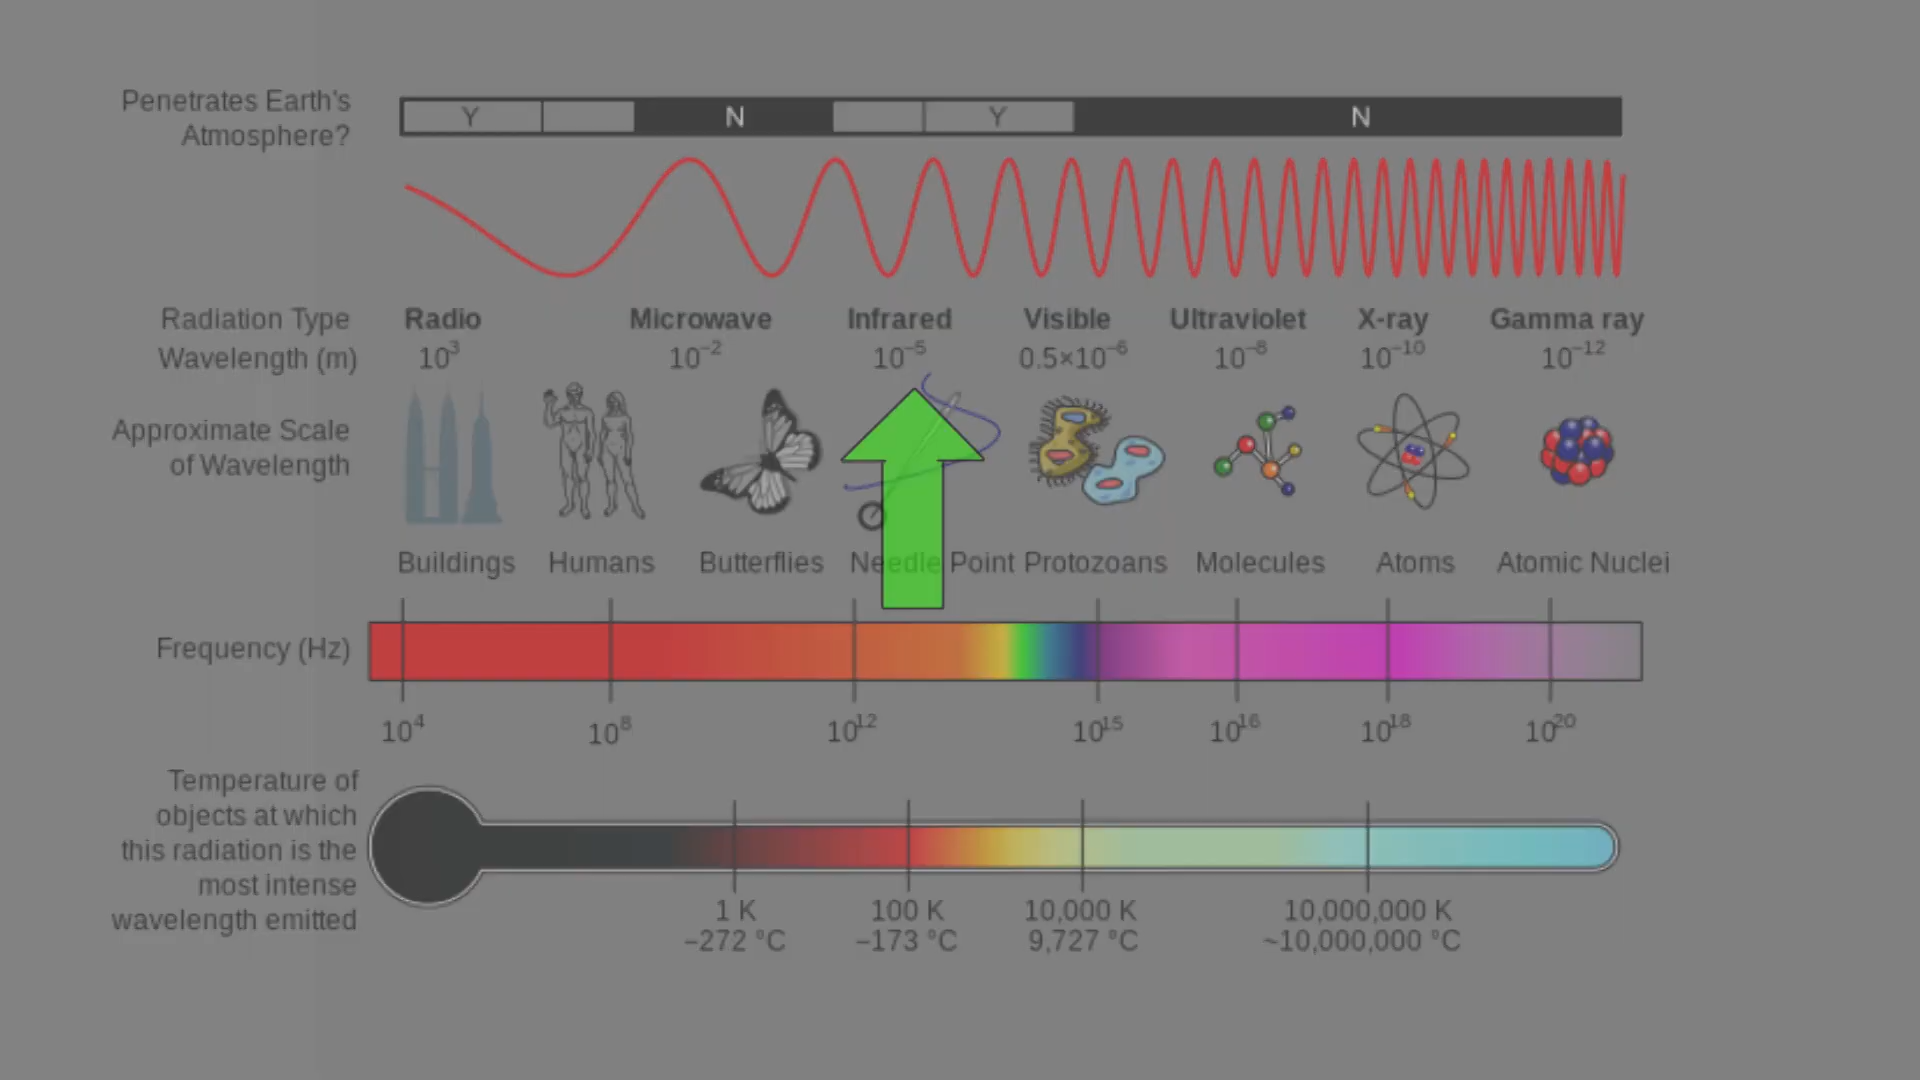 Penetrates Earth's
Atmosphere?
Y N Y N
Radiation Type Radio Microwave Infrared Visible Ultraviolet X-ray Gamma ray
Wavelength (m) 10³ 10⁻² 10⁻⁵ 0.5×10⁻⁶ 10⁻⁸ 10⁻¹⁰ 10⁻¹²
Approximate Scale
of Wavelength
Buildings Humans Butterflies Needle Point Protozoans Molecules Atoms Atomic Nuclei
Frequency (Hz)
10⁴ 10⁸ 10¹² 10¹⁵ 10¹⁶ 10¹⁸ 10²⁰
Temperature of
objects at which
this radiation is the
most intense
wavelength emitted
1 K 100 K 10,000 K 10,000,000 K
−272 °C −173 °C 9,727 °C ~10,000,000 °C